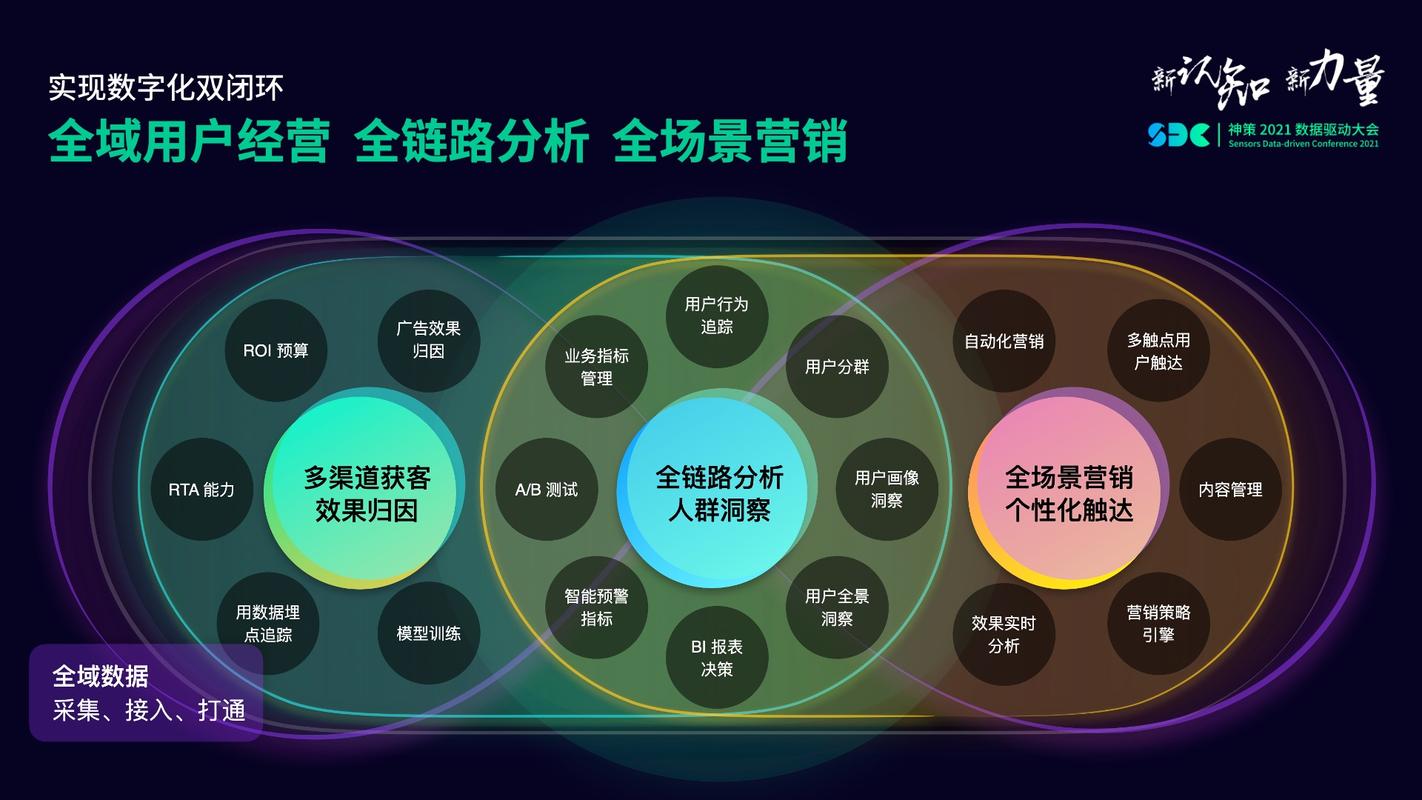 实现数字化双闭环
全域用户经营 全链路分析 全场景营销
新认知 新力量
SDC
神策 2021 数据驱动大会
Sensors Data-driven Conference 2021
ROI 预算
广告效果
归因
RTA 能力
多渠道获客
效果归因
用数据埋
点追踪
模型训练
用户行为
追踪
业务指标
管理
用户分群
A/B 测试
全链路分析
人群洞察
用户画像
洞察
智能预警
指标
用户全景
洞察
BI 报表
决策
自动化营销
多触点用
户触达
全场景营销
个性化触达
内容管理
效果实时
分析
营销策略
引擎
全域数据
采集、接入、打通